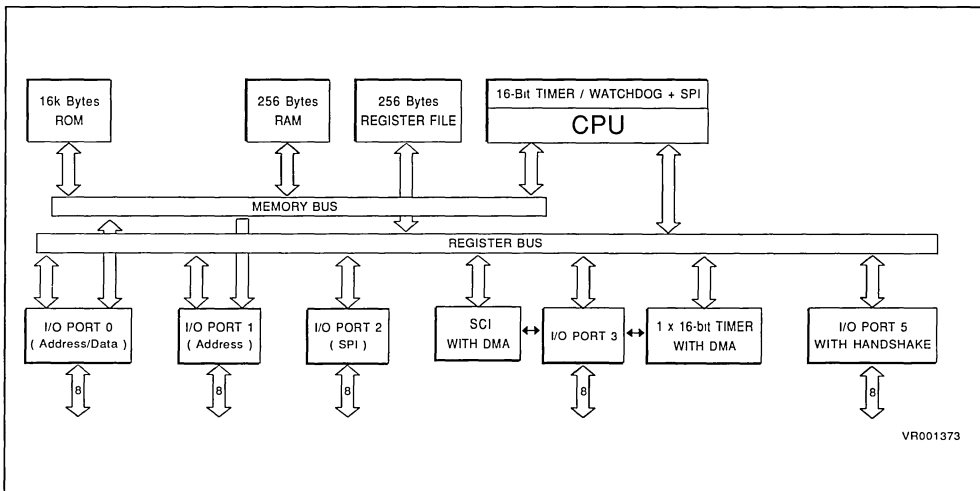 16k Bytes
ROM
256 Bytes
RAM
256 Bytes
REGISTER FILE
16-Bit TIMER / WATCHDOG + SPI
CPU
MEMORY BUS
REGISTER BUS
I/O PORT 0
( Address/Data )
I/O PORT 1
( Address )
I/O PORT 2
( SPI )
SCI
WITH DMA
I/O PORT 3
1 x 16-bit TIMER
WITH DMA
I/O PORT 5
WITH HANDSHAKE
8
8
8
8
8
VR001373